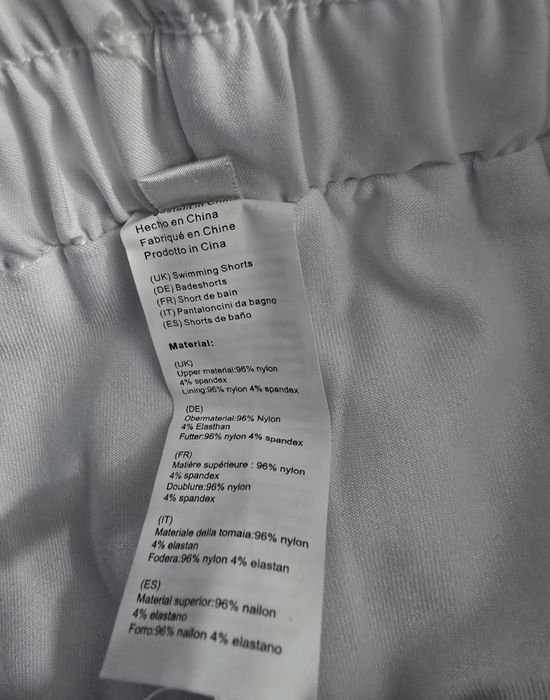 Hecho en China
Fabriqué en Chine
Prodotto in Cina
(UK) Swimming Shorts
(DE) Badeshorts
(FR) Short de bain
(IT) Pantaloncini da bagno
(ES) Shorts de baño
Material:
(UK)
Upper material:96% nylon
4% spandex
Lining:96% nylon 4% spandex
(DE)
Obermaterial:96% Nylon
4% Elasthan
Futter:96% nylon 4% spandex
(FR)
Matière supérieure : 96% nylon
4% spandex
Doublure:96% nylon
4% spandex
(IT)
Materiale della tomaia:96% nylon
4% elastan
Fodera:96% nylon 4% elastan
(ES)
Material superior:96% nailon
4% elastano
Forro:96% nailon 4% elastano